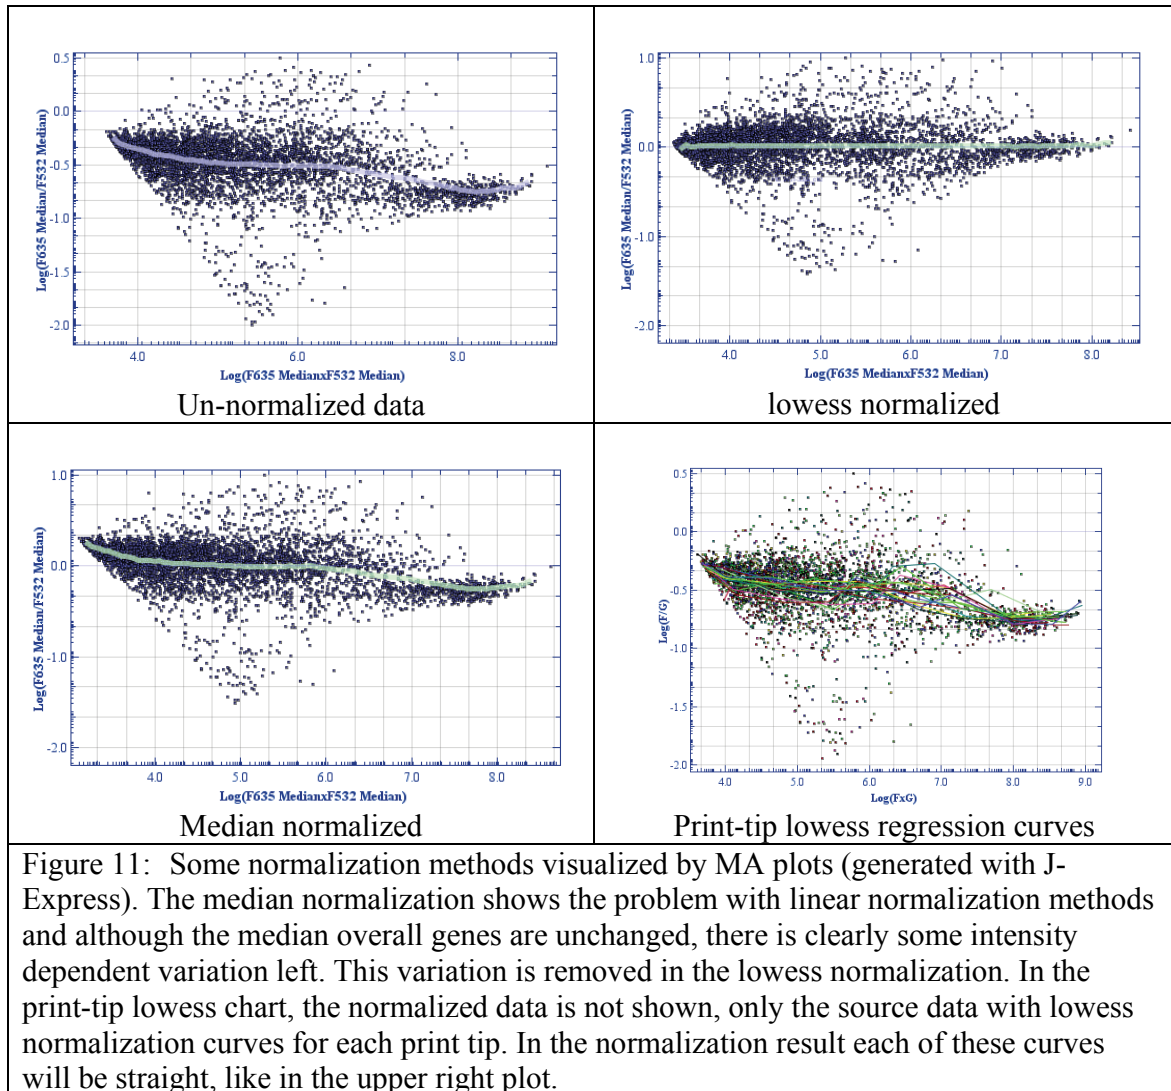 0.5
0.0
-0.5
-1.0
-1.5
-2.0
Log(F635 Median/F532 Median)
4.0 6.0 8.0
Log(F635 MedianxF532 Median)
Un-normalized data
1.0
0.0
-1.0
-2.0
Log(F635 Median/F532 Median)
4.0 5.0 6.0 7.0 8.0
Log(F635 MedianxF532 Median)
lowess normalized
1.0
0.0
-1.0
-2.0
Log(F635 Median/F532 Median)
4.0 5.0 6.0 7.0 8.0
Log(F635 MedianxF532 Median)
Median normalized
0.5
0.0
-0.5
-1.0
-1.5
-2.0
Log(F/G)
4.0 5.0 6.0 7.0 8.0 9.0
Log(FxG)
Print-tip lowess regression curves
Figure 11: Some normalization methods visualized by MA plots (generated with J-
Express). The median normalization shows the problem with linear normalization methods
and although the median overall genes are unchanged, there is clearly some intensity
dependent variation left. This variation is removed in the lowess normalization. In the
print-tip lowess chart, the normalized data is not shown, only the source data with lowess
normalization curves for each print tip. In the normalization result each of these curves
will be straight, like in the upper right plot.